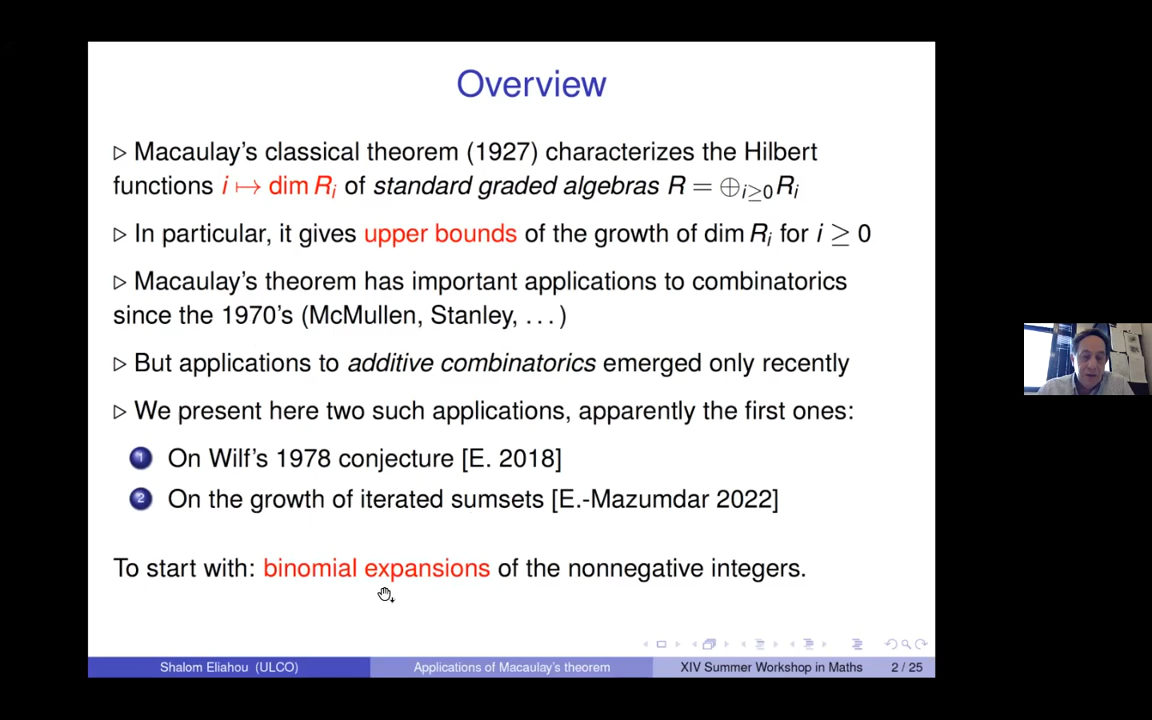 Overview
▷ Macaulay's classical theorem (1927) characterizes the Hilbert
functions i ↦ dim Rᵢ of standard graded algebras R = ⊕ᵢ≥₀Rᵢ
▷ In particular, it gives upper bounds of the growth of dim Rᵢ for i ≥ 0
▷ Macaulay's theorem has important applications to combinatorics
since the 1970's (McMullen, Stanley, . . . )
▷ But applications to additive combinatorics emerged only recently
▷ We present here two such applications, apparently the first ones:
1 On Wilf's 1978 conjecture [E. 2018]
2 On the growth of iterated sumsets [E.-Mazumdar 2022]
To start with: binomial expansions of the nonnegative integers.
Shalom Eliahou (ULCO) Applications of Macaulay's theorem XIV Summer Workshop in Maths 2 / 25